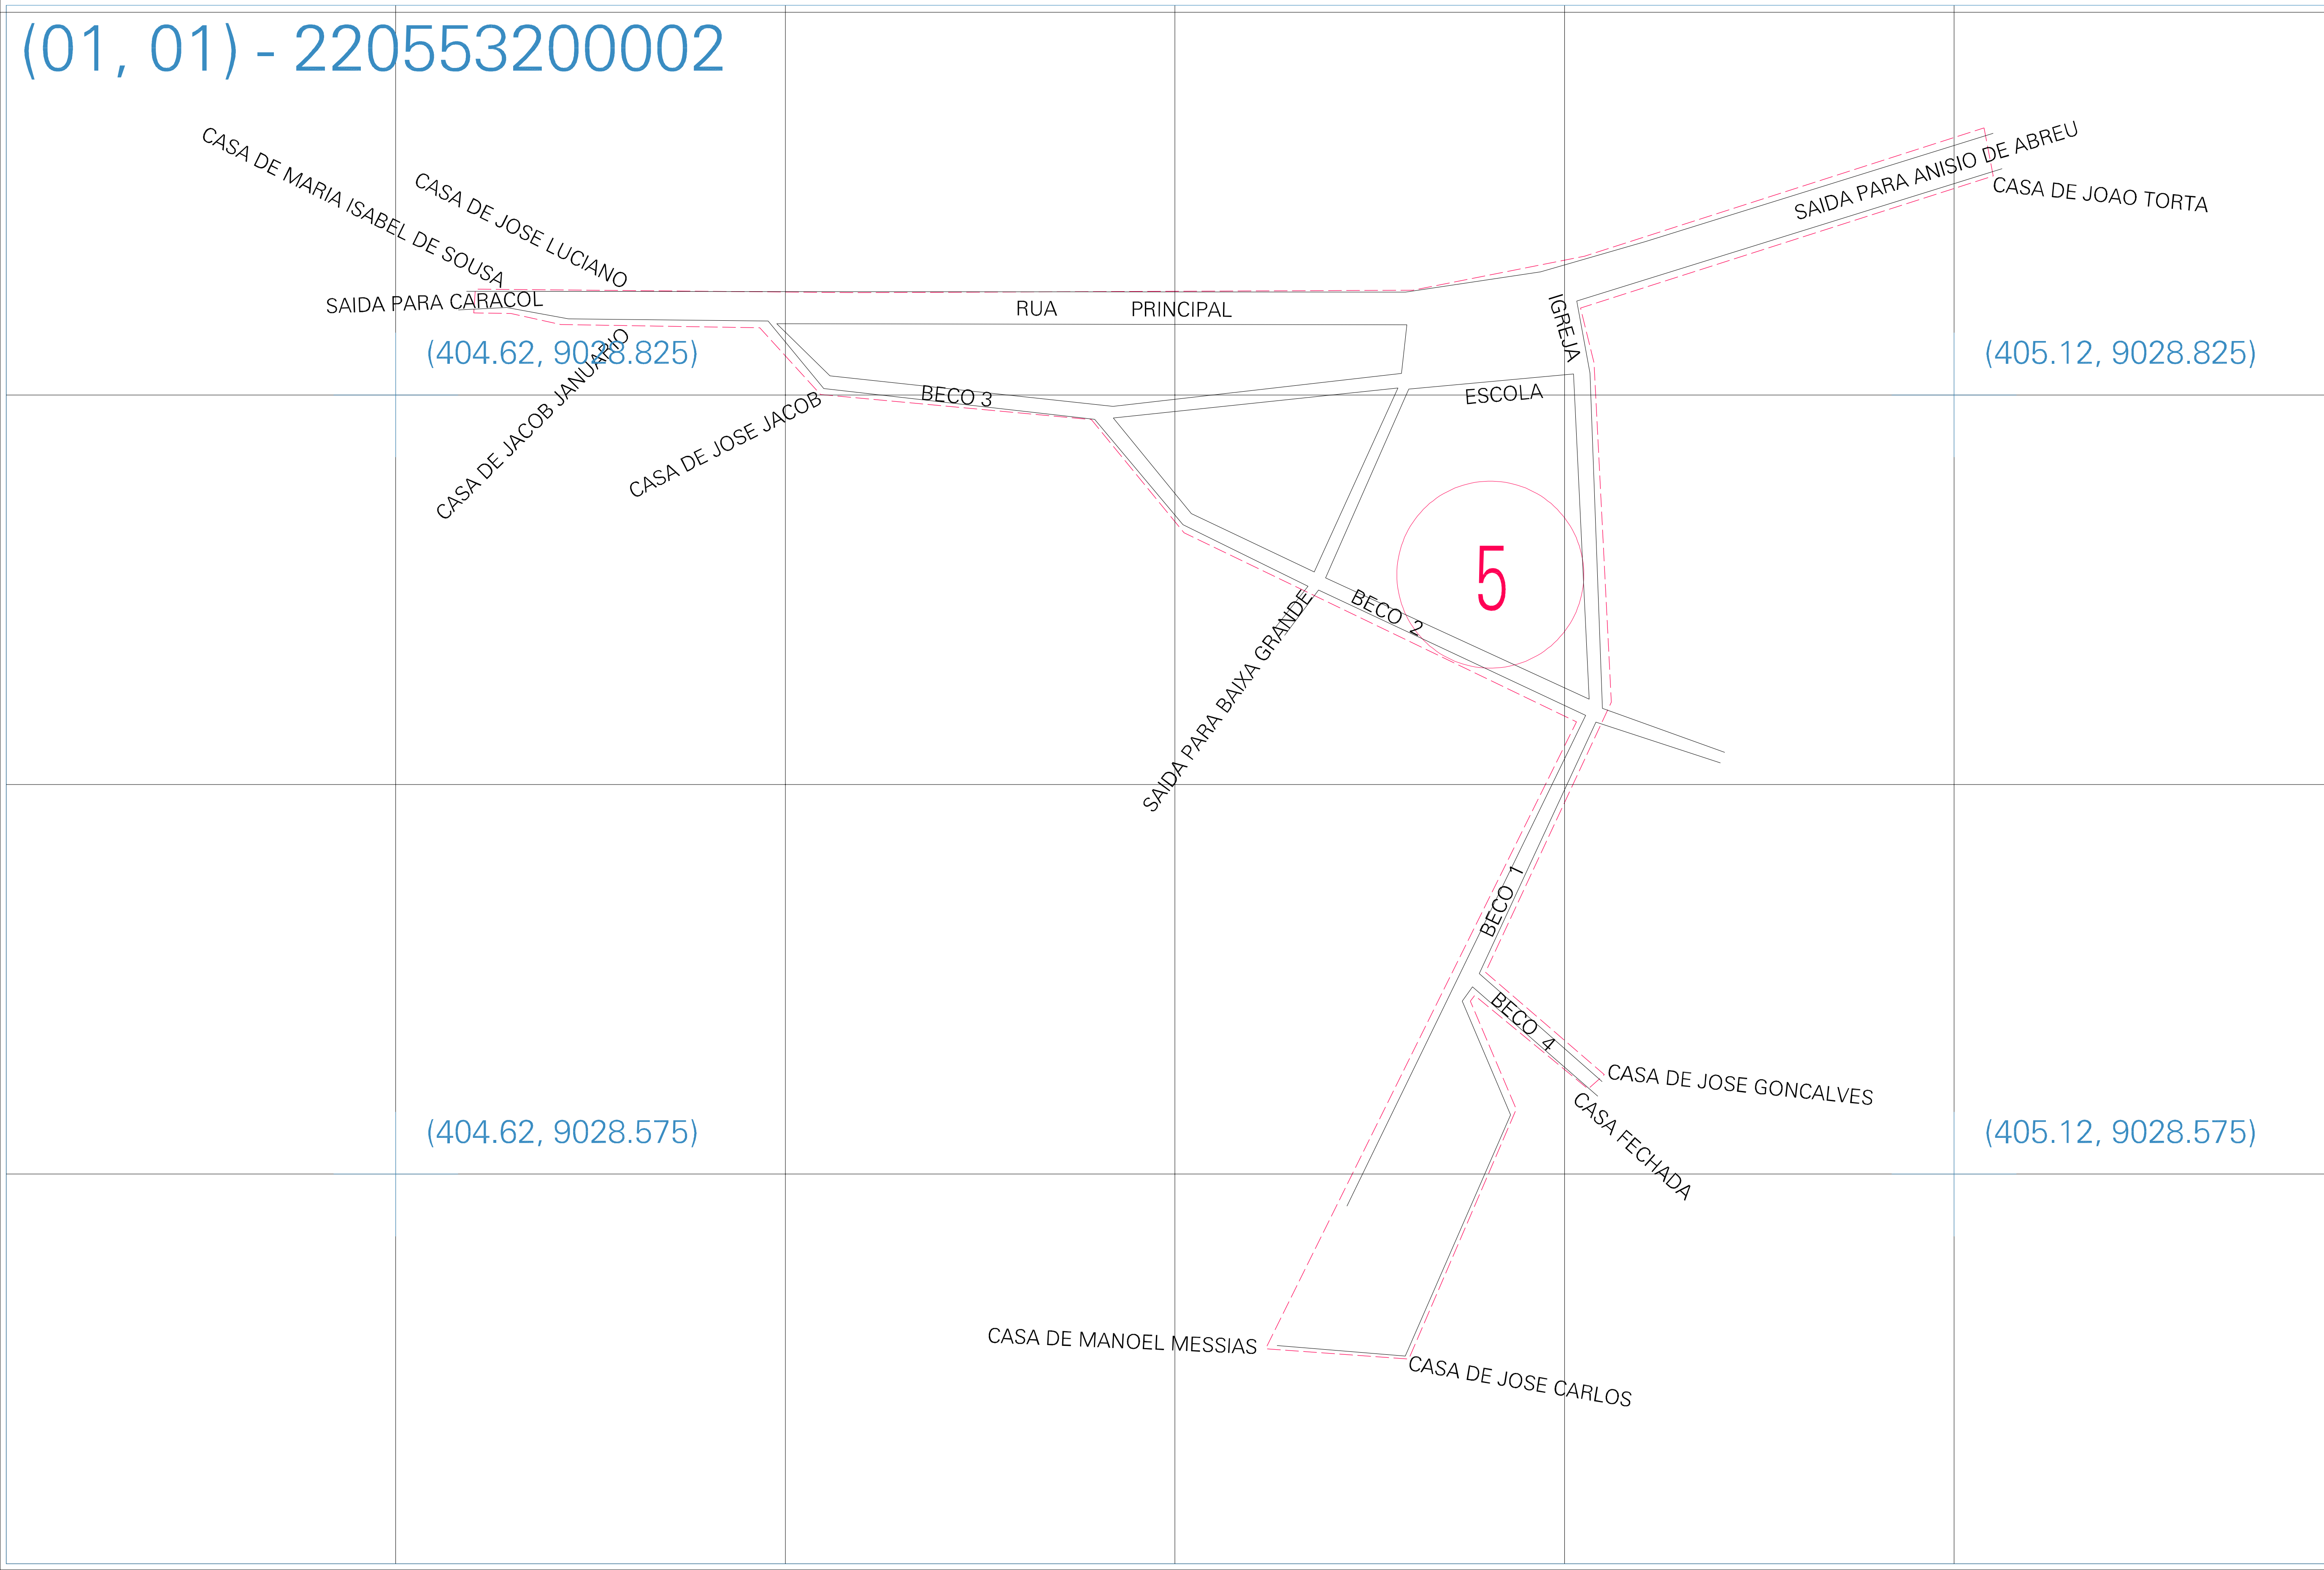 (01, 01) - 220553200002
CASA DE MARIA ISABEL DE SOUSA
CASA DE JOSE LUCIANO
SAIDA PARA ANISIO DE ABREU
CASA DE JOAO TORTA
SAIDA PARA CARACOL
RUA PRINCIPAL
IGREJA
(404.62, 9028.825)
(405.12, 9028.825)
CASA DE JACOB JANUARIO
CASA DE JOSE JACOB
BECO 3
ESCOLA
5
BECO 2
SAIDA PARA BAIXA GRANDE
BECO 1
BECO 4
CASA DE JOSE GONCALVES
CASA FECHADA
(404.62, 9028.575)
(405.12, 9028.575)
CASA DE MANOEL MESSIAS
CASA DE JOSE CARLOS